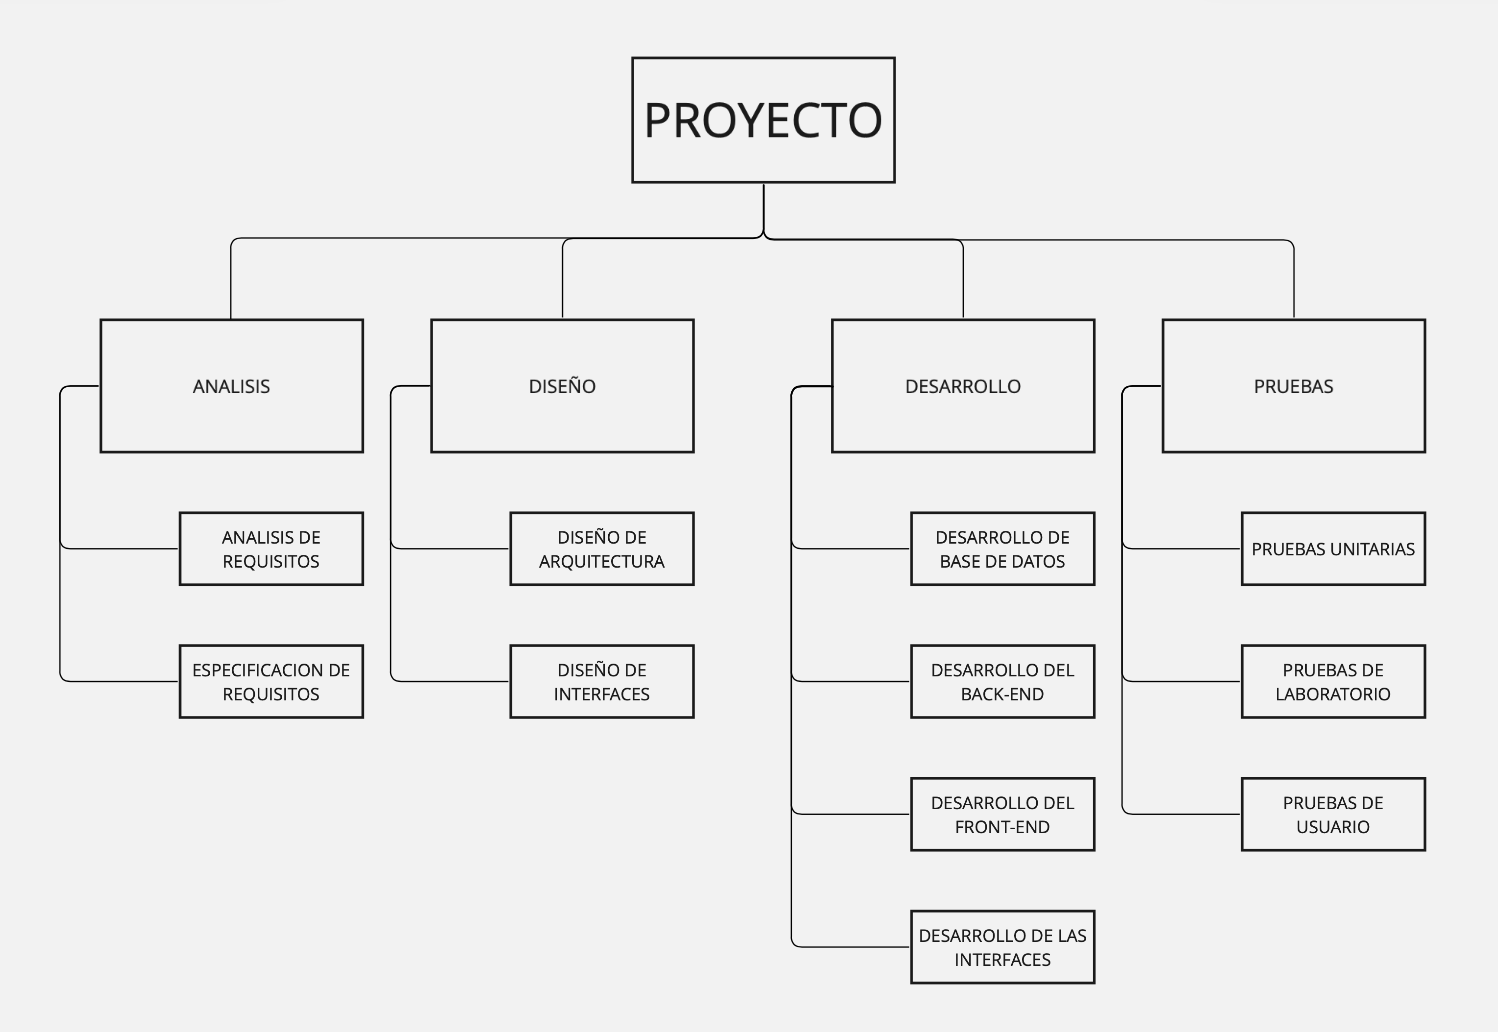 PROYECTO
ANALISIS
DISEÑO
DESARROLLO
PRUEBAS
ANALISIS DE
REQUISITOS
ESPECIFICACION DE
REQUISITOS
DISEÑO DE
ARQUITECTURA
DISEÑO DE
INTERFACES
DESARROLLO DE
BASE DE DATOS
DESARROLLO DEL
BACK-END
DESARROLLO DEL
FRONT-END
DESARROLLO DE LAS
INTERFACES
PRUEBAS UNITARIAS
PRUEBAS DE
LABORATORIO
PRUEBAS DE
USUARIO